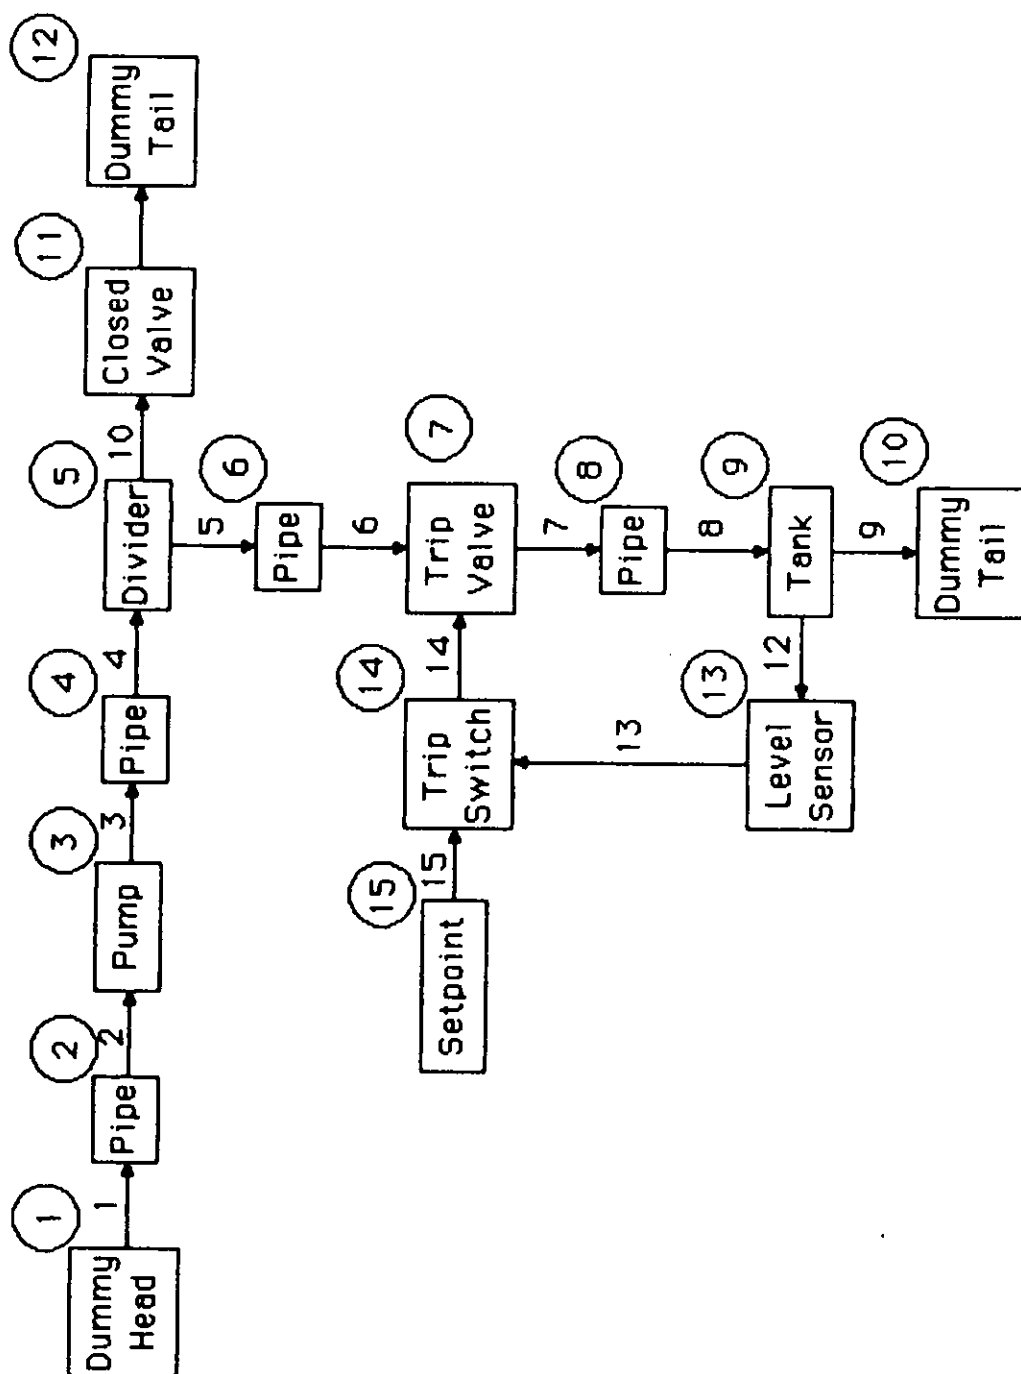 1
Dummy
Head
1
2
Pipe
2
3
Pump
3
4
Pipe
4
5
Divider
10
11
Closed
Valve
12
Dummy
Tail
5
6
Pipe
6
15
Setpoint
15
14
Trip
Switch
14
7
Trip
Valve
13
7
8
Pipe
8
13
Level
Sensor
12
9
Tank
9
10
Dummy
Tail